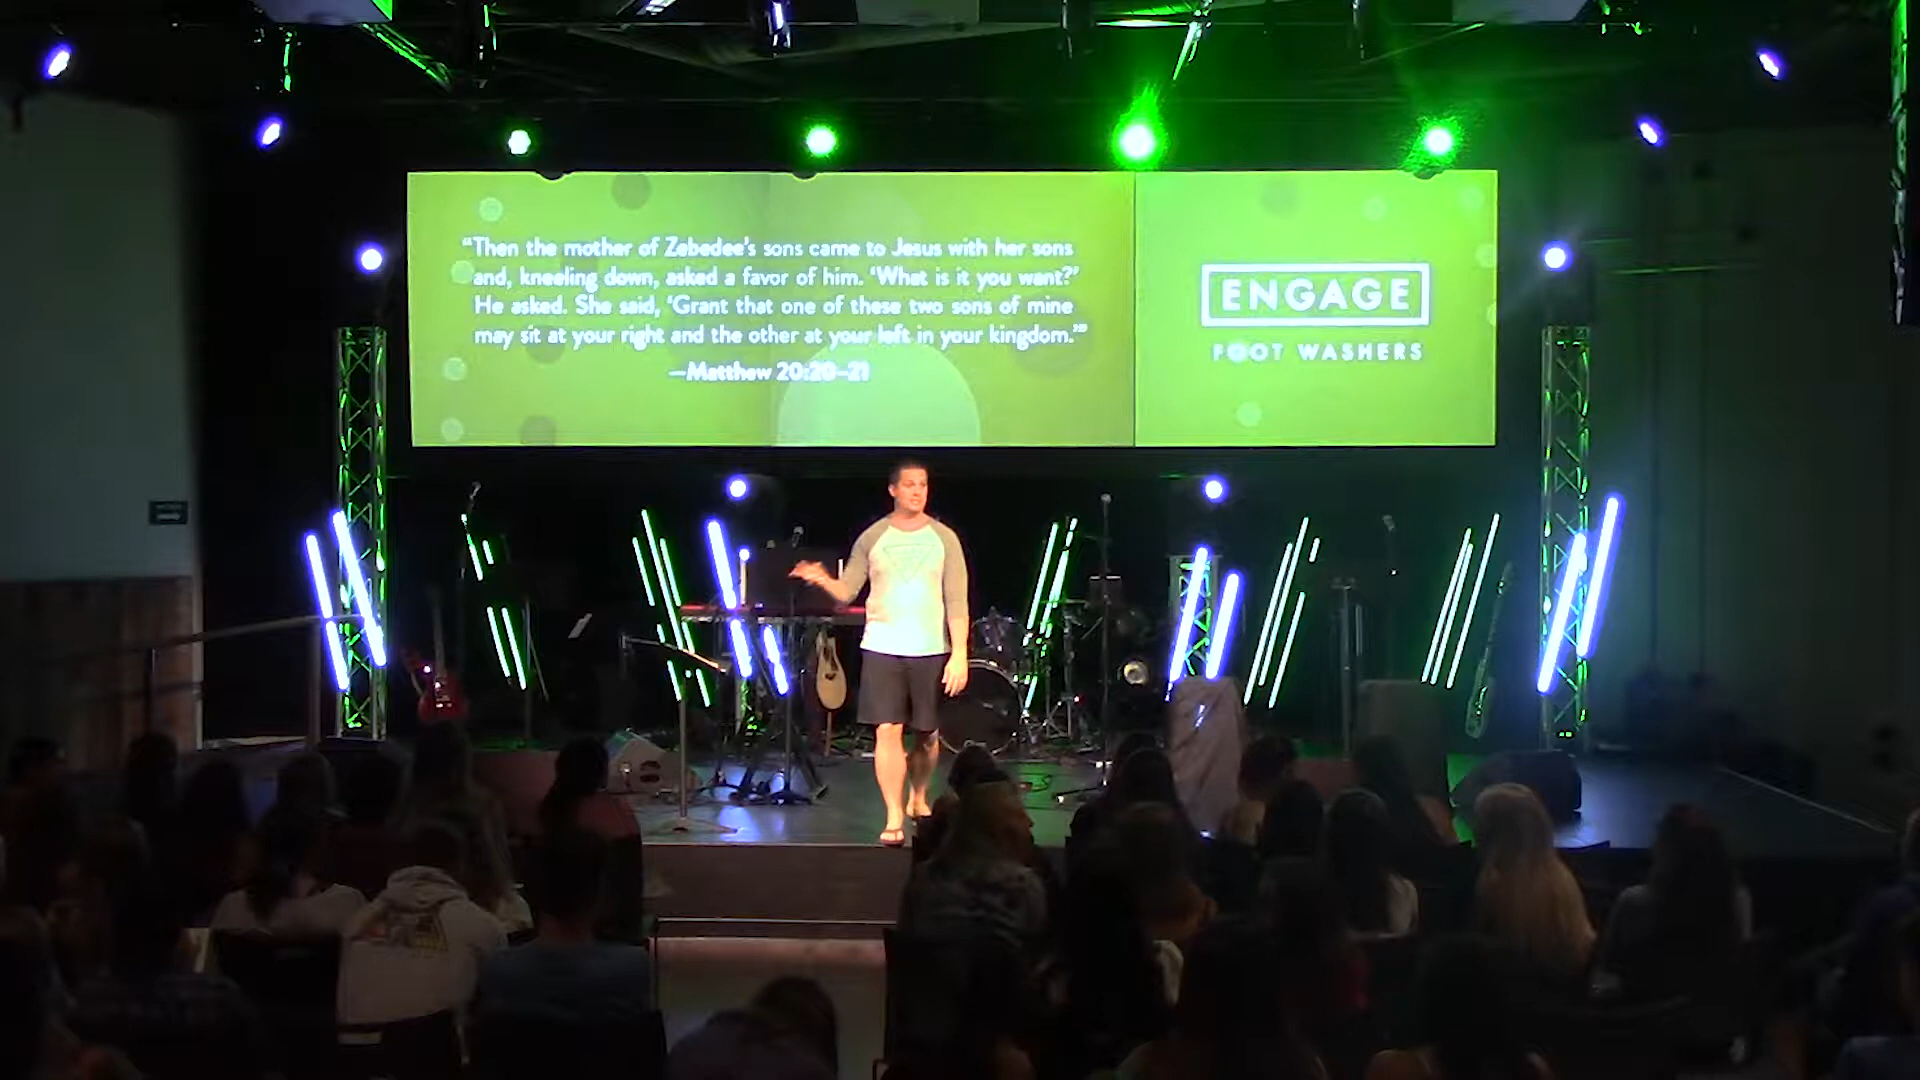 “Then the mother of Zebedee’s sons came to Jesus with her sons
and, kneeling down, asked a favor of him. ‘What is it you want?’
He asked. She said, ‘Grant that one of these two sons of mine
may sit at your right and the other at your left in your kingdom.’”
—Matthew 20:20–21
ENGAGE
FOOT WASHERS